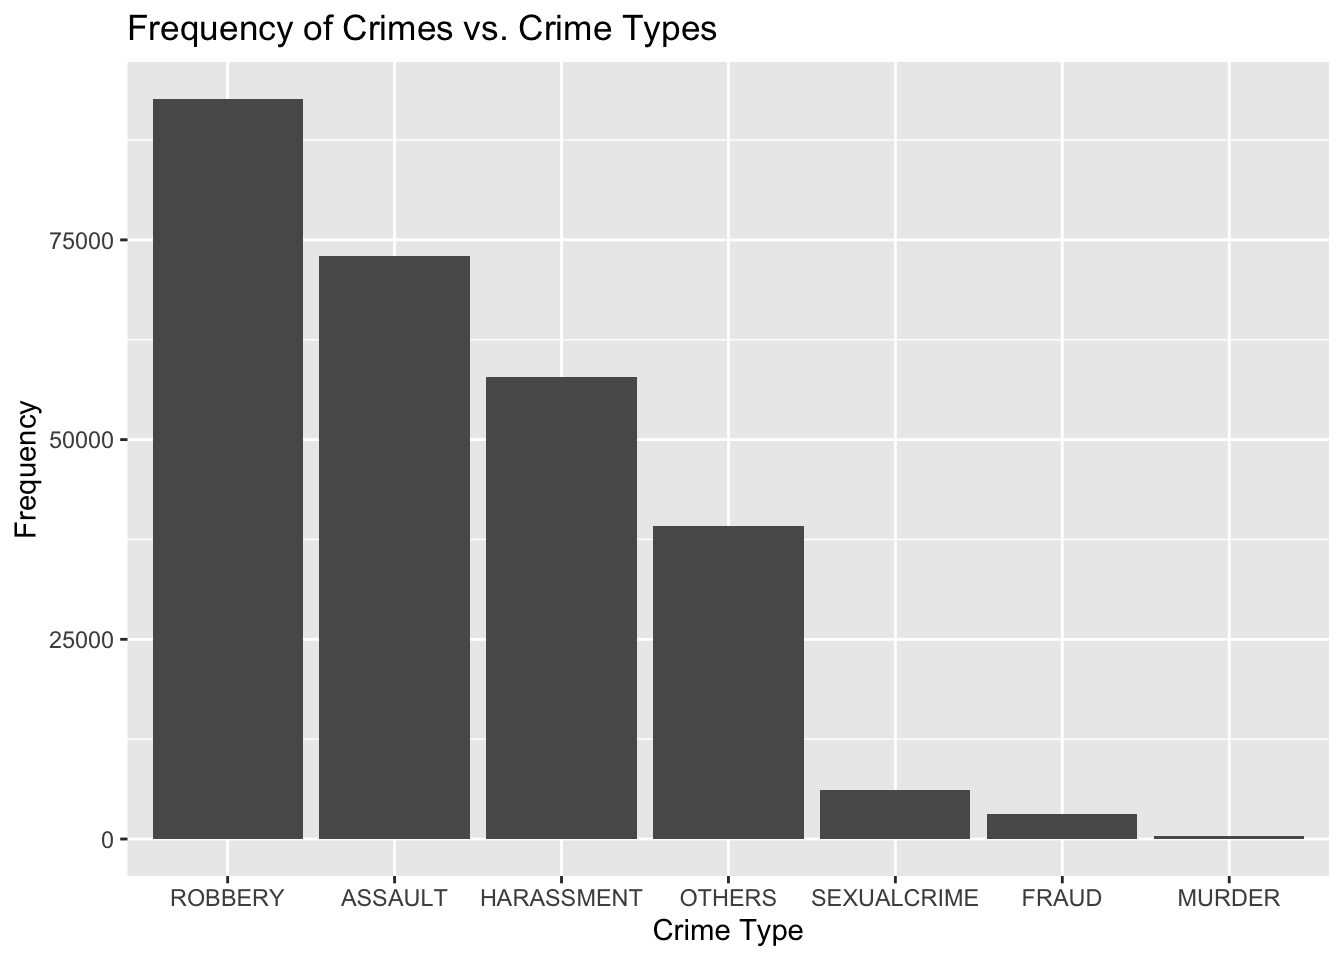 Frequency of Crimes vs. Crime Types
Frequency
75000
50000
25000
0
ROBBERY ASSAULT HARASSMENT OTHERS SEXUALCRIME FRAUD MURDER
Crime Type